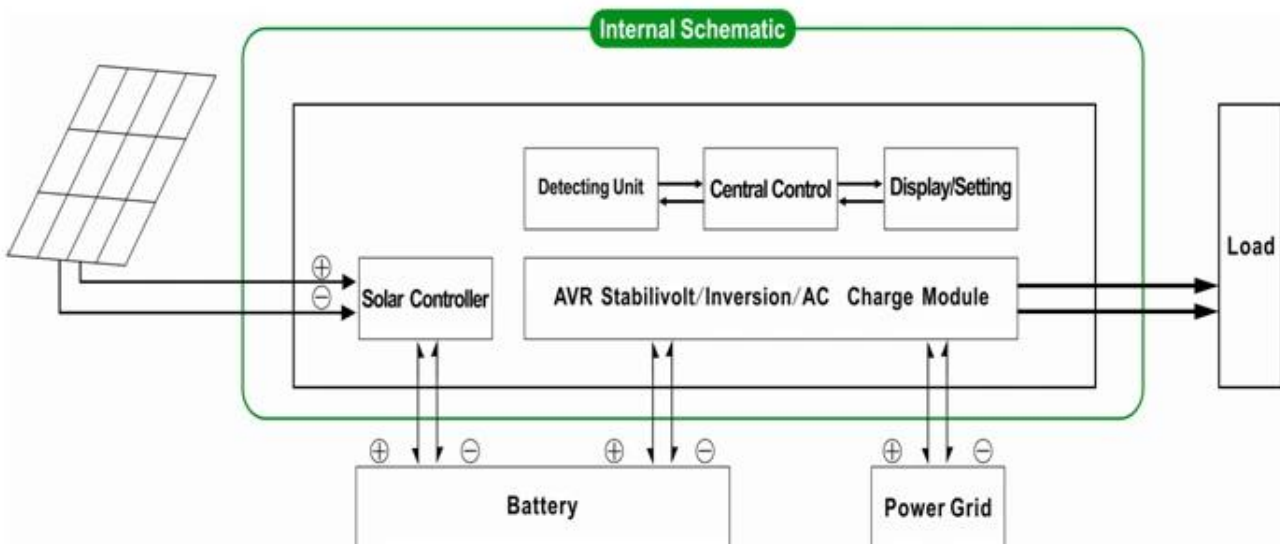 Internal Schematic
Detecting Unit
Central Control
Display/Setting
Load
⊕
⊖
Solar Controller
AVR Stabilivolt/Inversion/AC Charge Module
⊕ ⊖ ⊕ ⊖ ⊕ ⊖
Battery
Power Grid